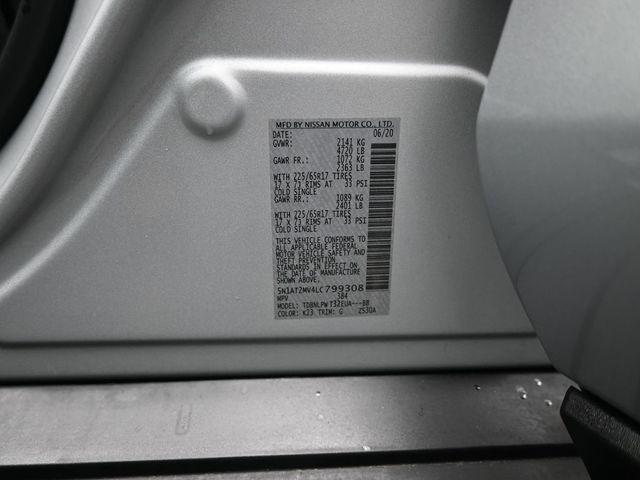 MFD BY NISSAN MOTOR CO., LTD.
DATE: 06/20
GVWR: 2141 KG
4720 LB
GAWR FR.: 1072 KG
2363 LB
WITH 225/65R17 TIRES
17 X 7J RIMS AT 33 PSI
COLD SINGLE
GAWR RR.: 1089 KG
2401 LB
WITH 225/65R17 TIRES
17 X 7J RIMS AT 33 PSI
COLD SINGLE
THIS VEHICLE CONFORMS TO
ALL APPLICABLE FEDERAL
MOTOR VEHICLE SAFETY AND
THEFT PREVENTION
STANDARDS IN EFFECT ON
THE DATE OF MANUFACTURE
SHOWN ABOVE.
5N1AT2MV4LC799308
MPV 384
MODEL: TDBNLPW T32EUA---BB
COLOR: K23 TRIM: G ZS30A